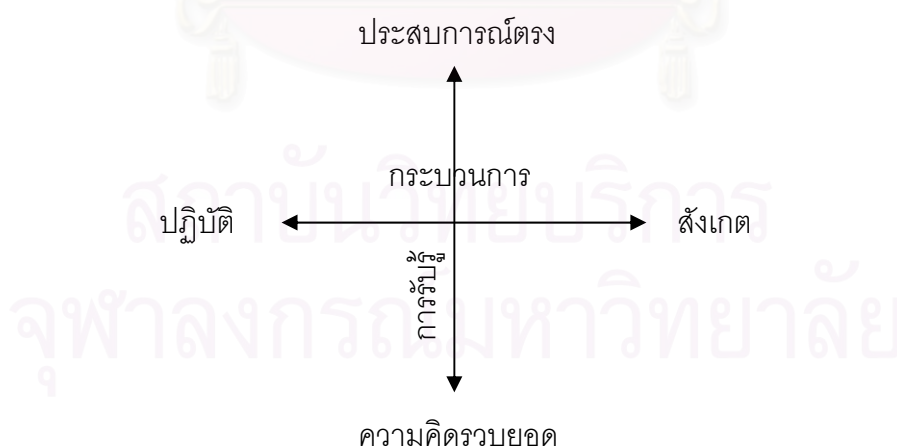 ประสบการณ์ตรง
กระบวนการ
ปฏิบัติ
สังเกต
การรับรู้
ความคิดรวบยอด
สถาบันวิทยบริการ
จุฬาลงกรณ์มหาวิทยาลัย